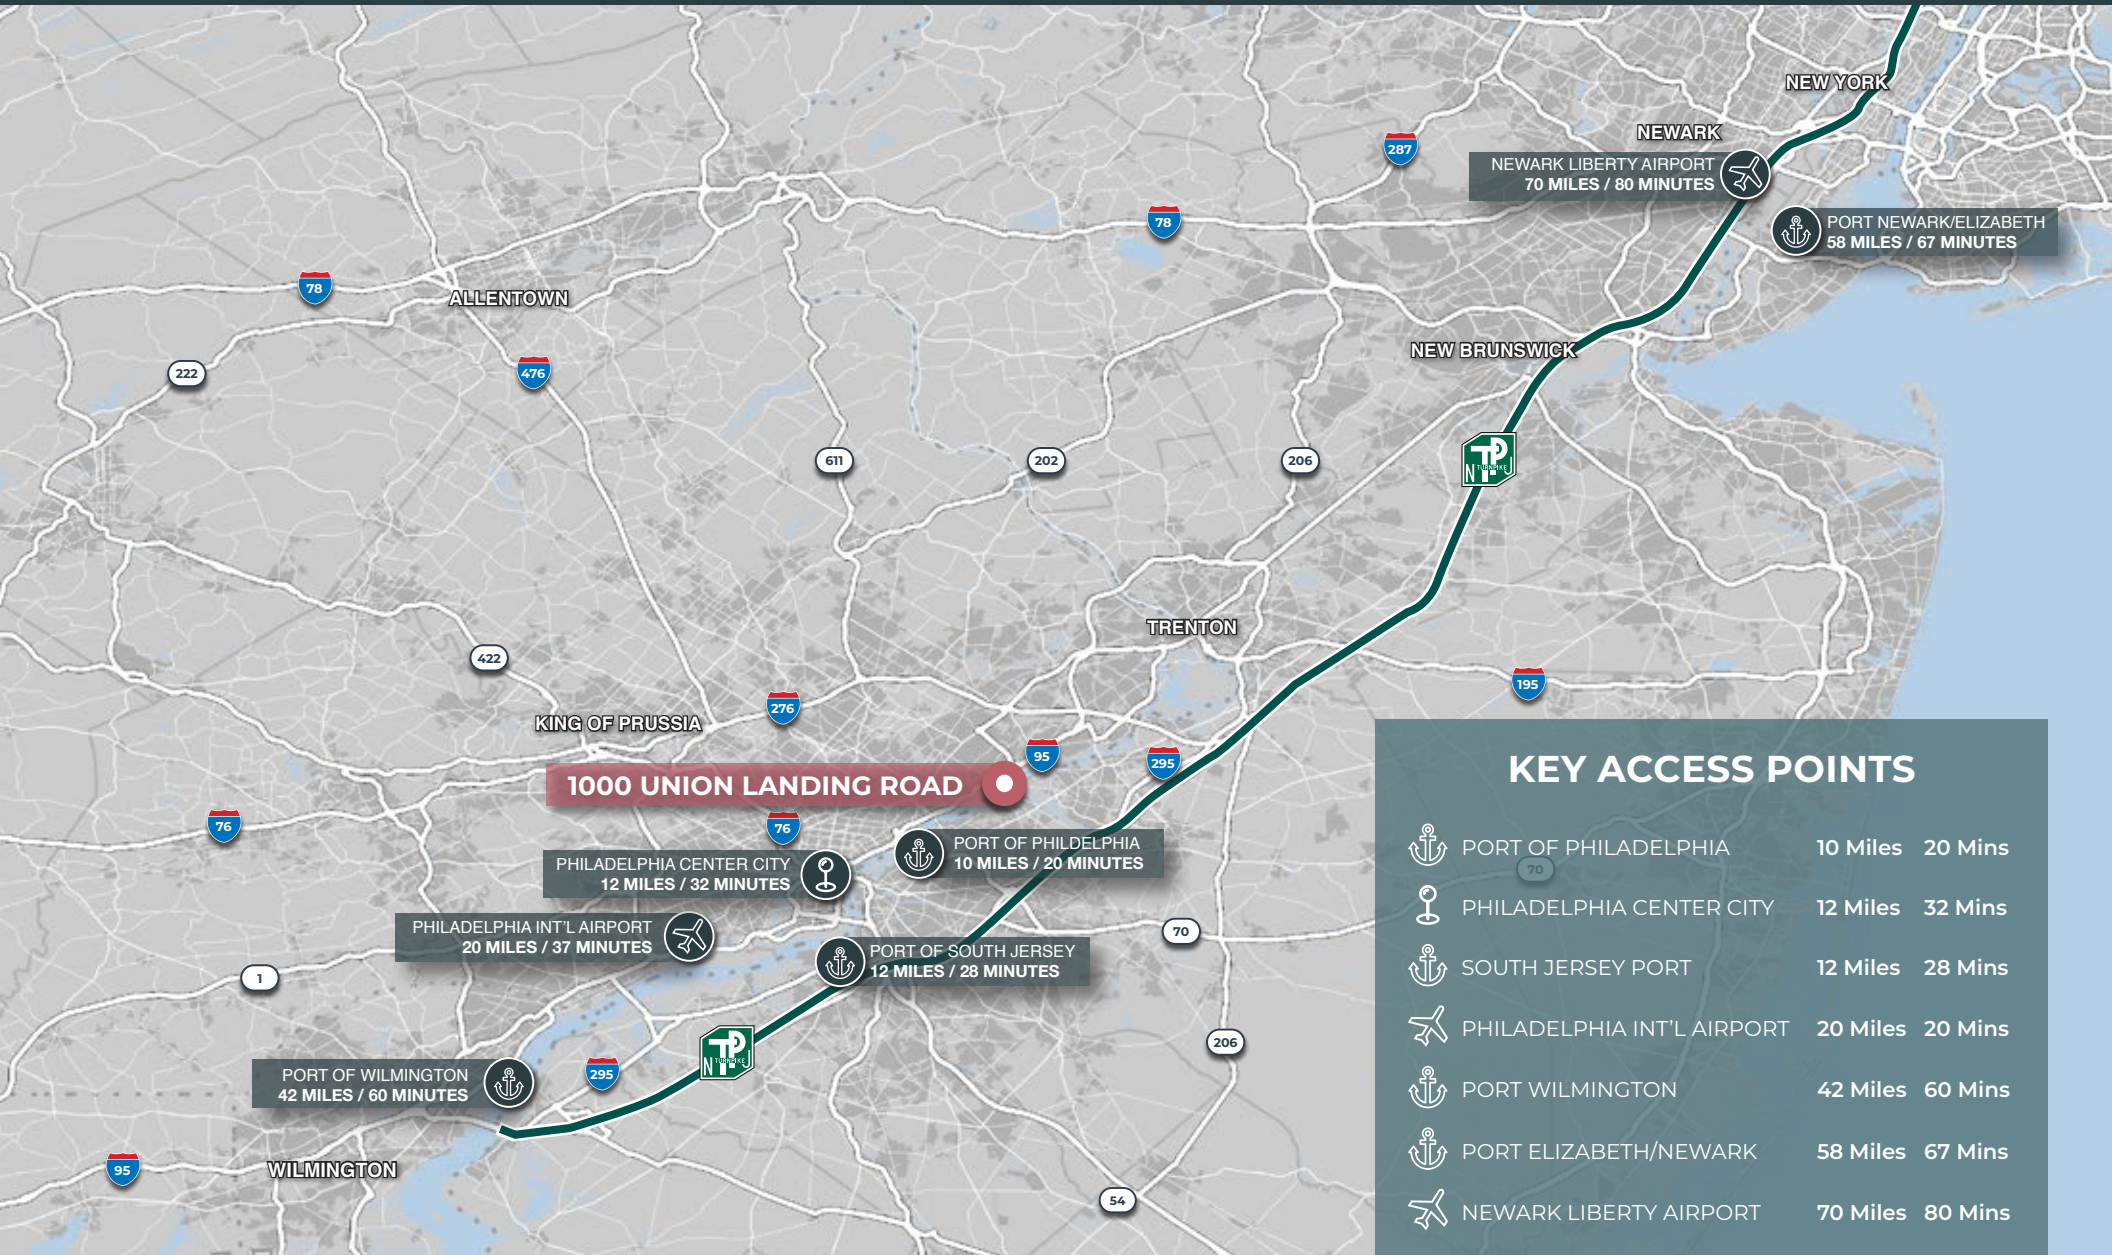 NEW YORK
NEWARK
287
NEWARK LIBERTY AIRPORT
70 MILES / 80 MINUTES
78
PORT NEWARK/ELIZABETH
58 MILES / 67 MINUTES
78
ALLENTOWN
NEW BRUNSWICK
222
476
611
202
206
NTPJ
TURNPIKE
TRENTON
422
195
276
KING OF PRUSSIA
95
295
1000 UNION LANDING ROAD
76
76
PORT OF PHILDELPHIA
10 MILES / 20 MINUTES
PHILADELPHIA CENTER CITY
12 MILES / 32 MINUTES
PHILADELPHIA INT'L AIRPORT
20 MILES / 37 MINUTES
70
PORT OF SOUTH JERSEY
12 MILES / 28 MINUTES
1
206
NTPJ
TURNPIKE
PORT OF WILMINGTON
42 MILES / 60 MINUTES
295
95
WILMINGTON
54
KEY ACCESS POINTS
PORT OF PHILADELPHIA 10 Miles 20 Mins
70
PHILADELPHIA CENTER CITY 12 Miles 32 Mins
SOUTH JERSEY PORT 12 Miles 28 Mins
PHILADELPHIA INT'L AIRPORT 20 Miles 20 Mins
PORT WILMINGTON 42 Miles 60 Mins
PORT ELIZABETH/NEWARK 58 Miles 67 Mins
NEWARK LIBERTY AIRPORT 70 Miles 80 Mins